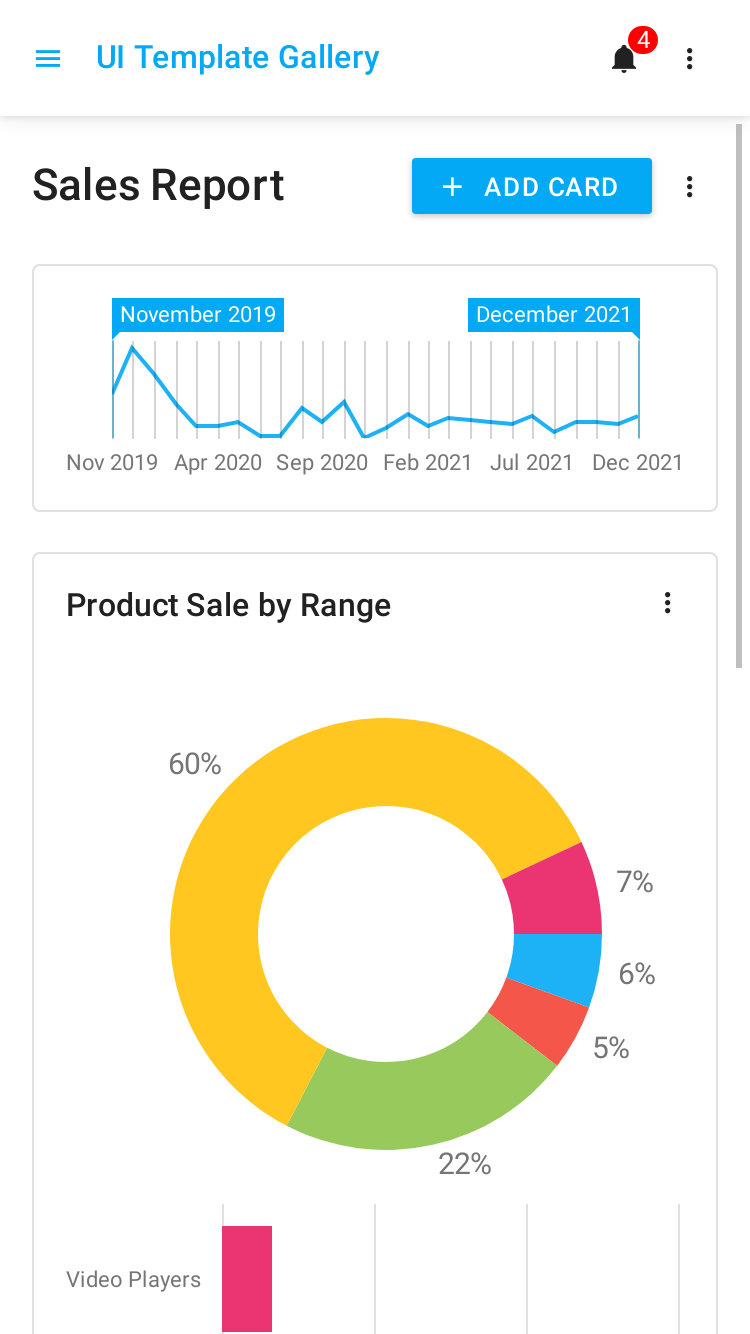 UI Template Gallery
4
Sales Report
+ ADD CARD
November 2019
December 2021
Nov 2019 Apr 2020 Sep 2020 Feb 2021 Jul 2021 Dec 2021
Product Sale by Range
60%
7%
6%
5%
22%
Video Players